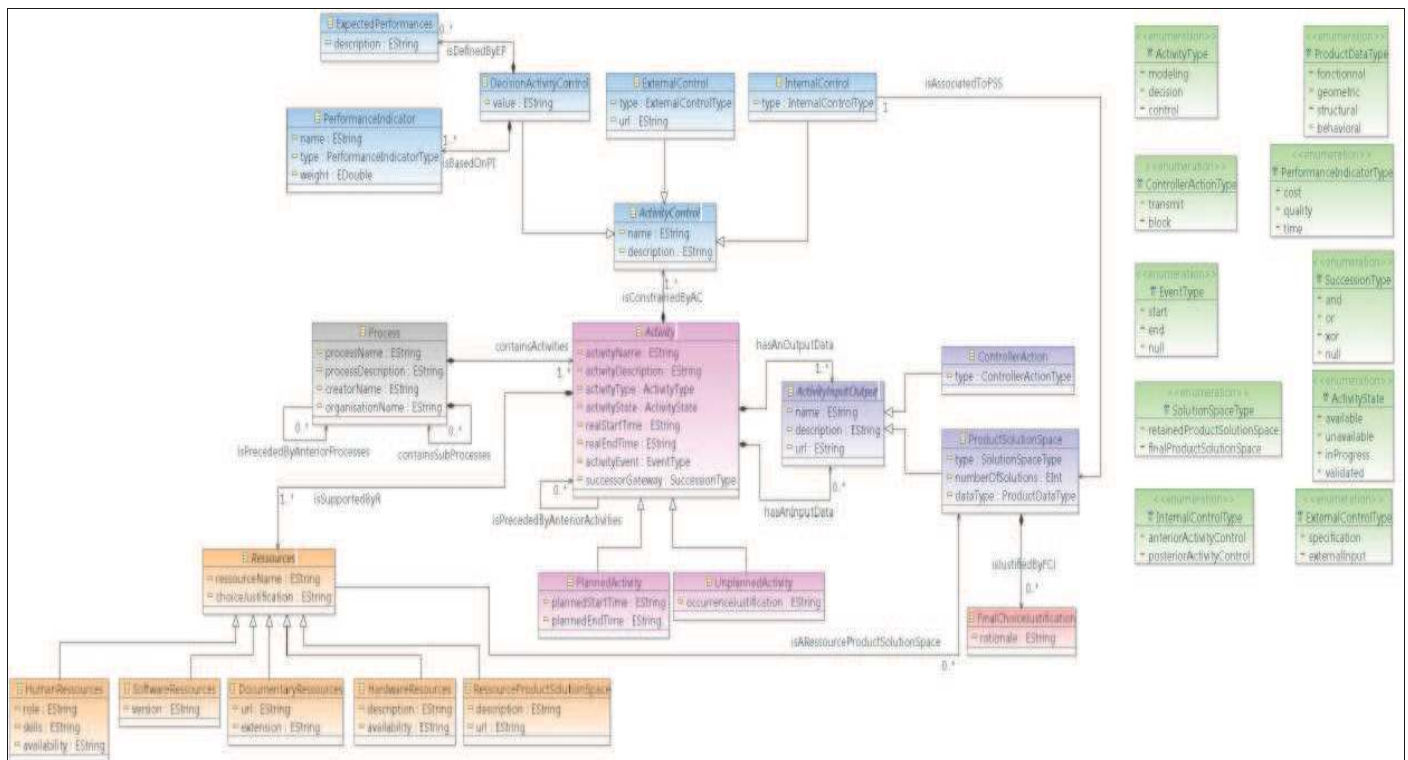 ExpectedPerformances
description : EString
0..*
isDefinedByEP
DecisionActivityControl
value : EString
ExternalControl
type : ExternalControlType
url : EString
InternalControl
type : InternalControlType
1
isAssociatedToPSS
PerformanceIndicator
name : EString
type : PerformanceIndicatorType
weight : EDouble
1..*
isBasedOnPI
ActivityControl
name : EString
description : EString
1..*
isConstrainedByAC
Process
processName : EString
processDescription : EString
creatorName : EString
organisationName : EString
containsActivities
1..*
0..*
isPrecededByAnteriorProcesses
0..*
containsSubProcesses
Activity
activityName : EString
activityDescription : EString
activityType : ActivityType
activityState : ActivityState
realStartTime : EString
realEndTime : EString
activityEvent : EventType
successorGateway : SuccessionType
0..*
isPrecededByAnteriorActivities
hasAnOutputData
1..*
ActivityInputOutput
name : EString
description : EString
url : EString
0..*
hasAnInputData
ControllerAction
type : ControllerActionType
ProductSolutionSpace
type : SolutionSpaceType
numberOfSolutions : EInt
dataType : ProductDataType
isJustifiedByFCJ
0..*
FinalChoiceJustification
rationale : EString
1..*
isSupportedByR
Ressources
ressourceName : EString
choiceJustification : EString
PlannedActivity
plannedStartTime : EString
plannedEndTime : EString
UnplannedActivity
occurrenceJustification : EString
isARessourceProductSolutionSpace
0..*
HumanRessources
role : EString
skills : EString
availability : EString
SoftwareRessources
version : EString
DocumentaryRessources
url : EString
extension : EString
HardwareRessources
description : EString
availability : EString
RessourceProductSolutionSpace
description : EString
url : EString
<<enumeration>>
ActivityType
modeling
decision
control
<<enumeration>>
ProductDataType
fonctionnal
geometric
structural
behavioral
<<enumeration>>
ControllerActionType
transmit
block
<<enumeration>>
PerformanceIndicatorType
cost
quality
time
<<enumeration>>
EventType
start
end
null
<<enumeration>>
SuccessionType
and
or
xor
null
<<enumeration>>
SolutionSpaceType
retainedProductSolutionSpace
finalProductSolutionSpace
<<enumeration>>
ActivityState
available
unavailable
inProgress
validated
<<enumeration>>
InternalControlType
anteriorActivityControl
posteriorActivityControl
<<enumeration>>
ExternalControlType
specification
externalInput